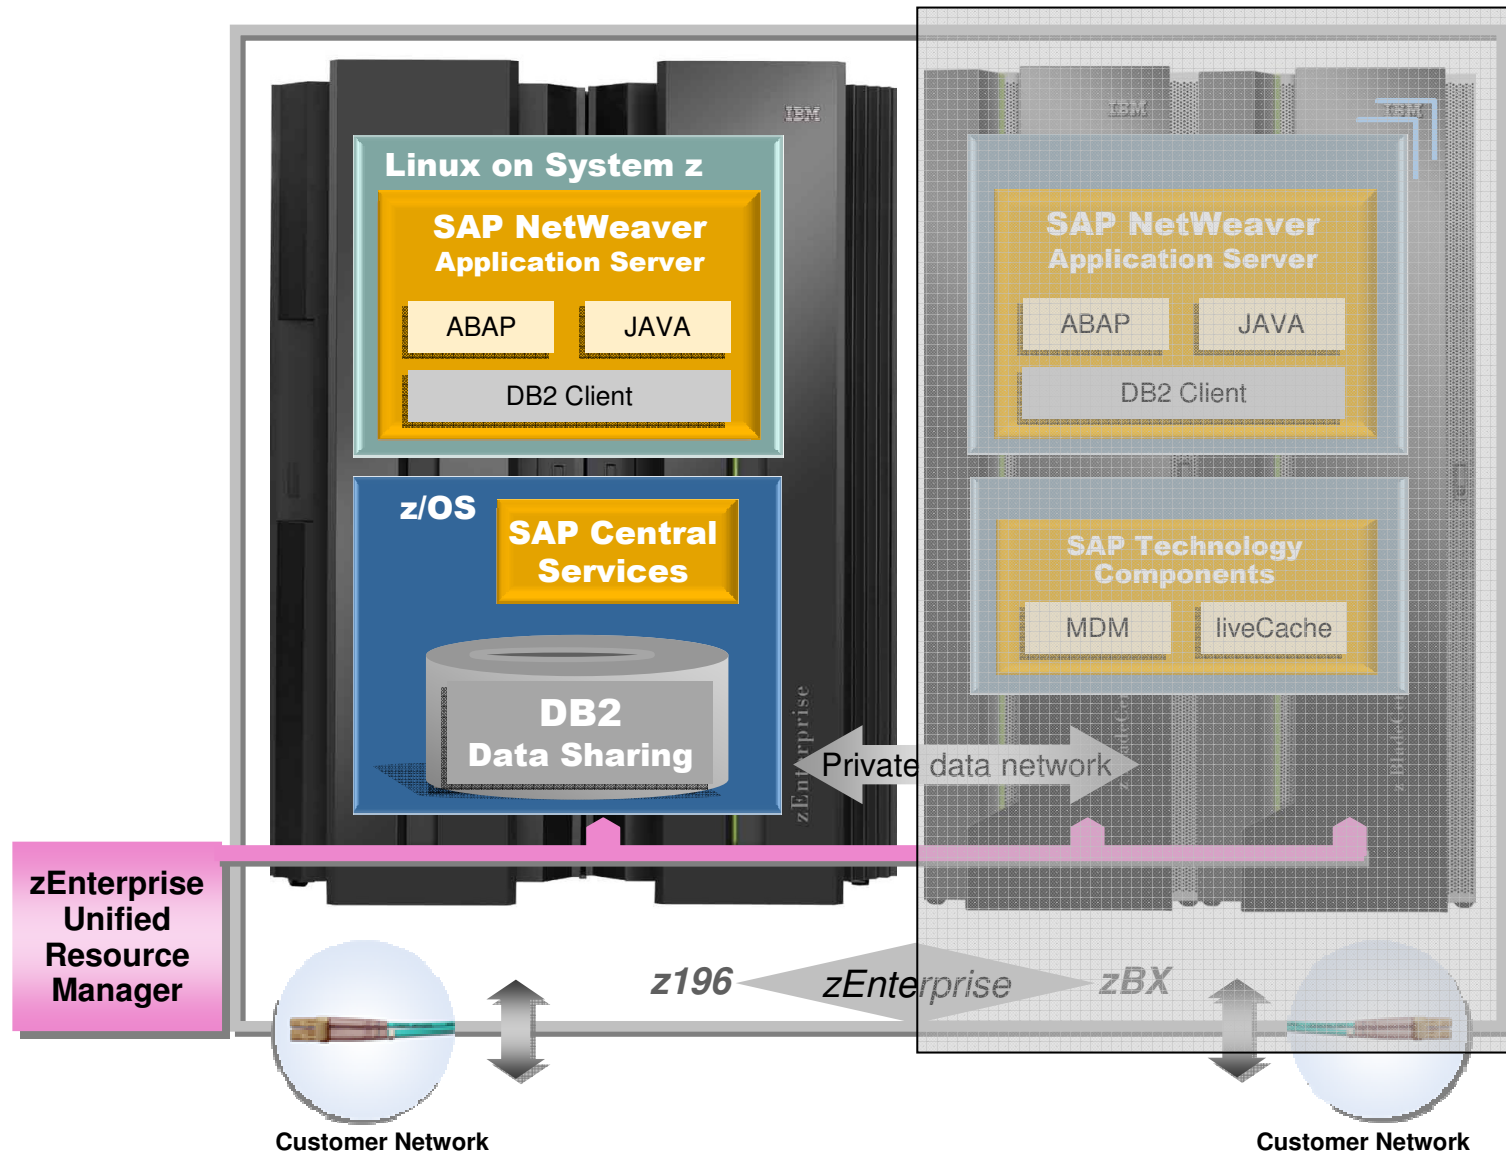 IBM
Linux on System z
SAP NetWeaver
Application Server
ABAP
JAVA
DB2 Client
z/OS
SAP Central
Services
DB2
Data Sharing
zEnterprise
IBM
IBM
SAP NetWeaver
Application Server
ABAP
JAVA
DB2 Client
SAP Technology
Components
MDM
liveCache
Private data network
zEnterprise
Unified
Resource
Manager
z196
zEnterprise
zBX
Customer Network
Customer Network